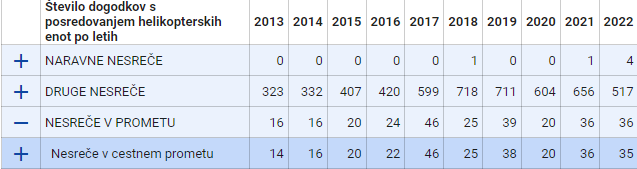 Število dogodkov s
posredovanjem helikopterskih
enot po letih 2013 2014 2015 2016 2017 2018 2019 2020 2021 2022
+ NARAVNE NESREČE 0 0 0 0 0 1 0 0 1 4
+ DRUGE NESREČE 323 332 407 420 599 718 711 604 656 517
− NESREČE V PROMETU 16 16 20 24 46 25 39 20 36 36
+ Nesreče v cestnem prometu 14 16 20 22 46 25 38 20 36 35